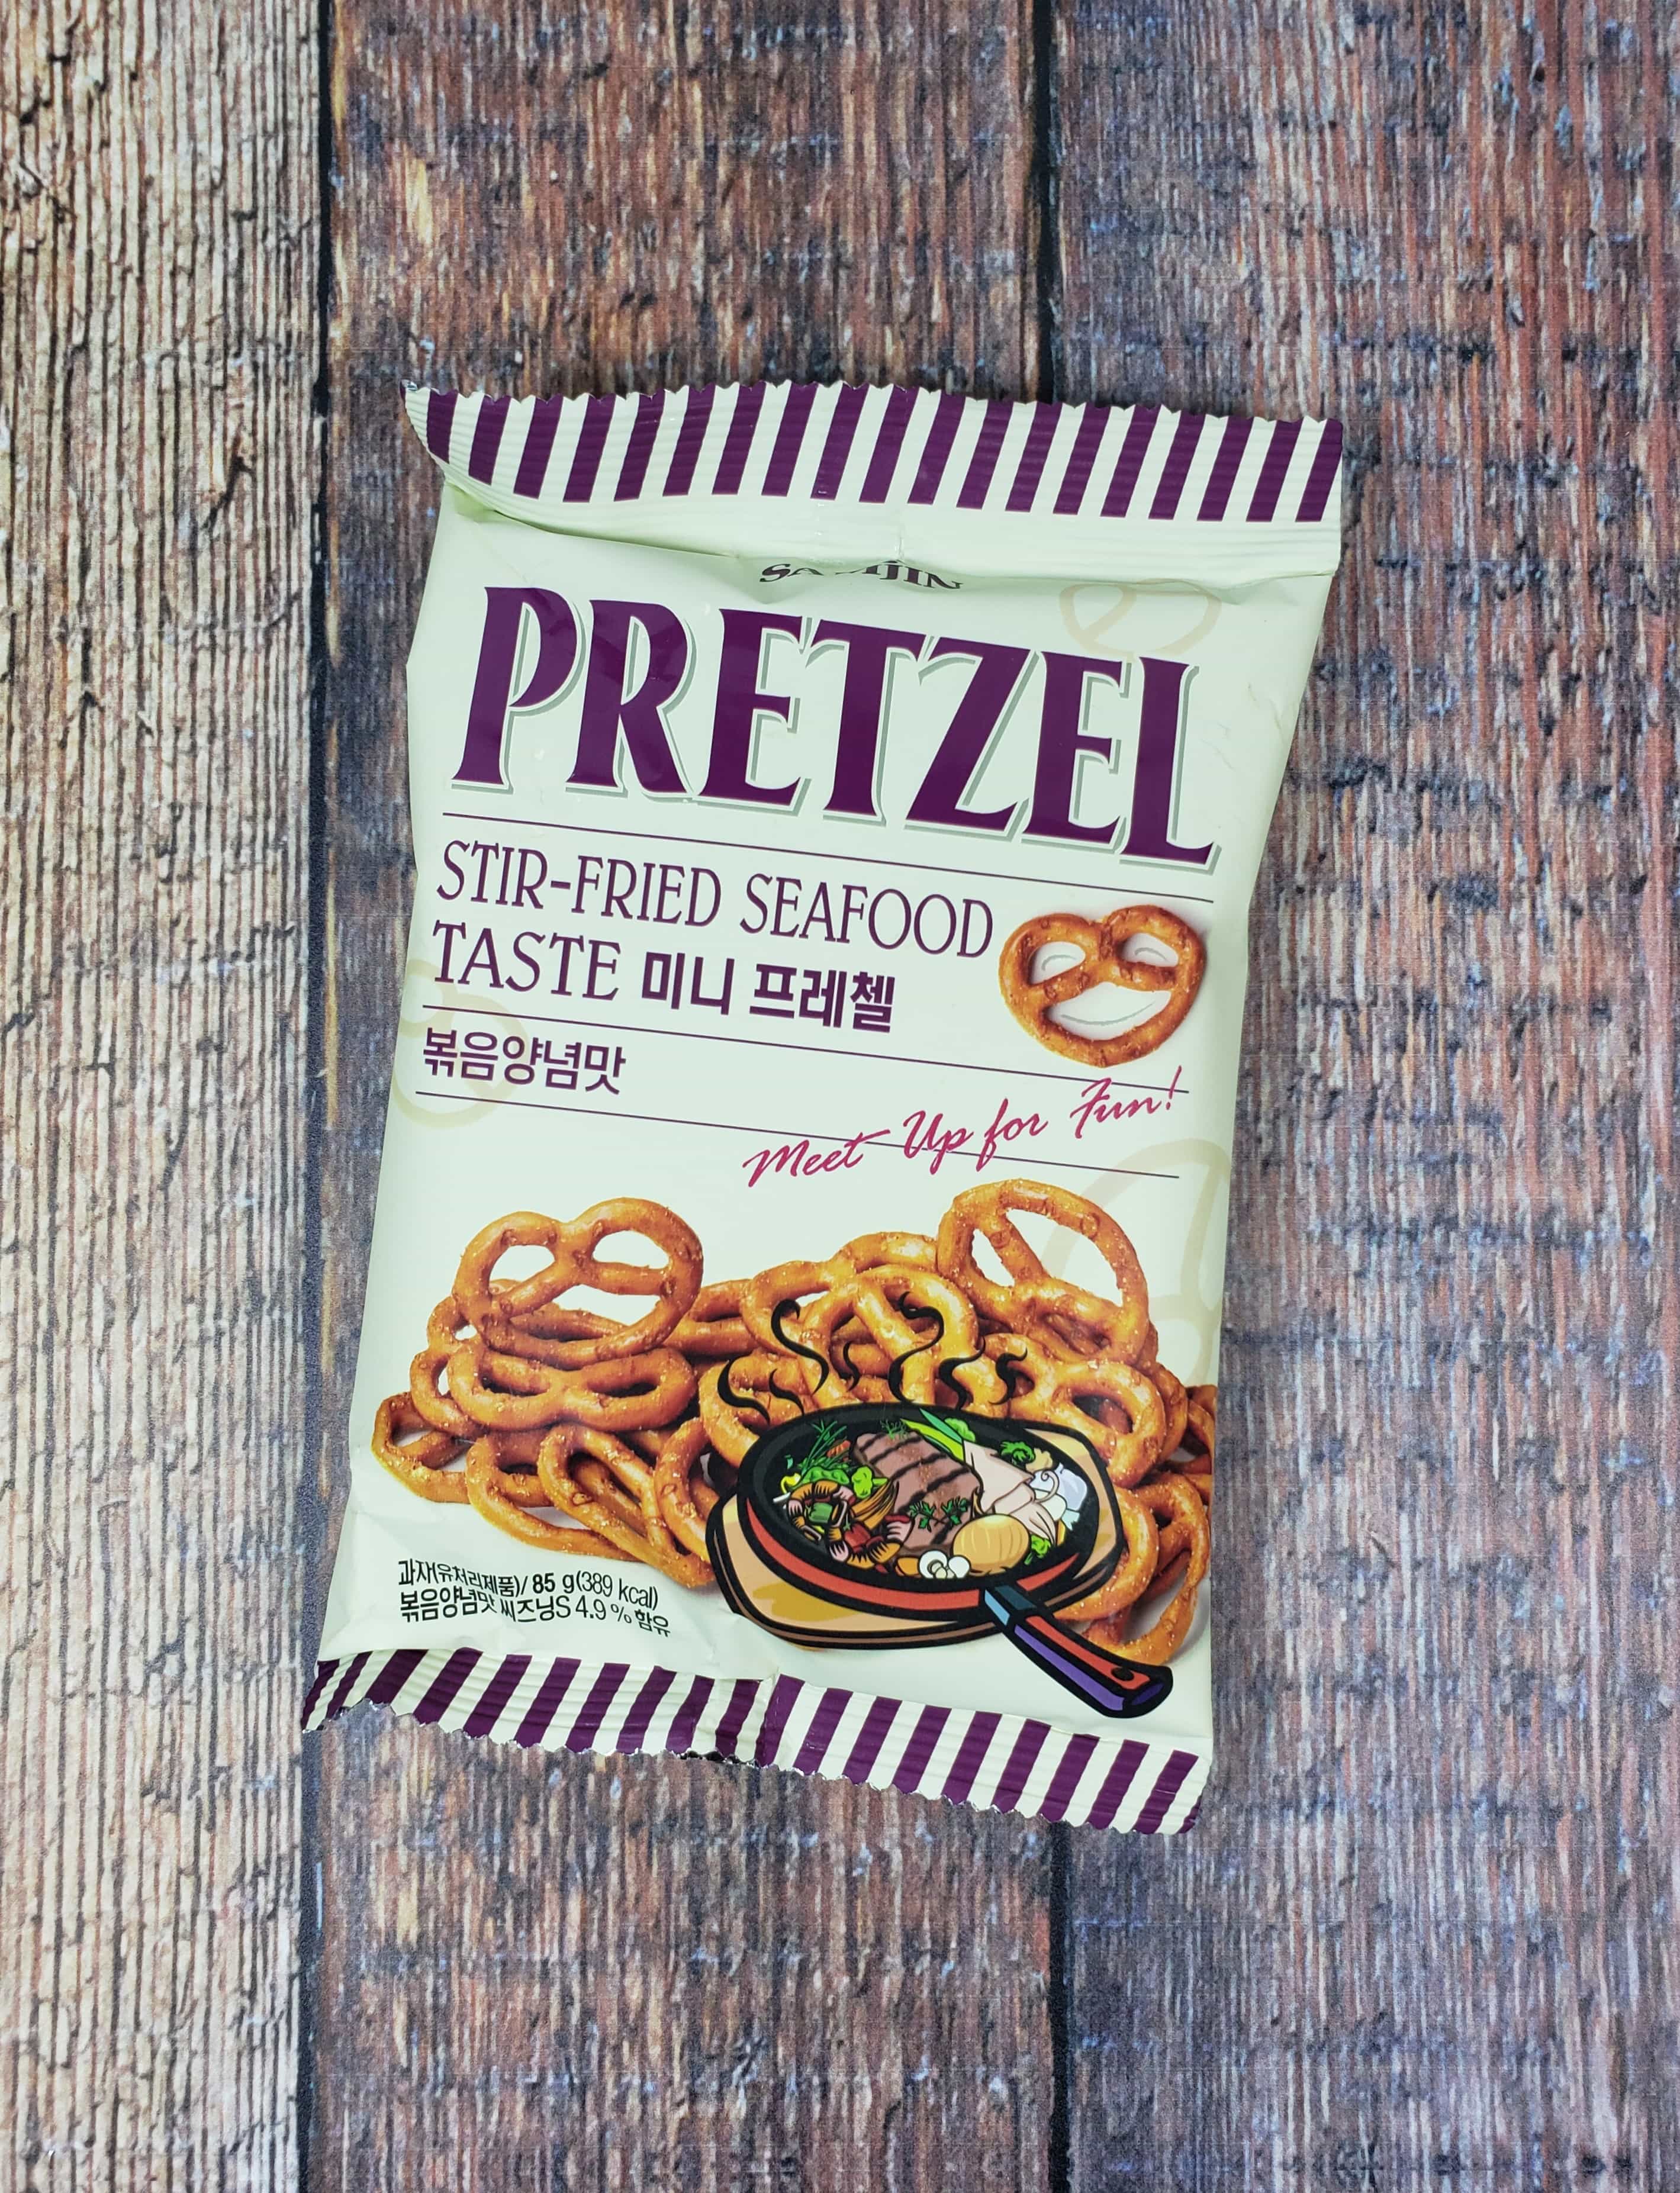 PRETZEL
STIR-FRIED SEAFOOD
TASTE 미니 프레첼
볶음양념맛
Meet Up for Fun!
과자(유처리제품)/ 85 g(389 kcal)
볶음양념맛 씨즈닝S 4.9 % 함유